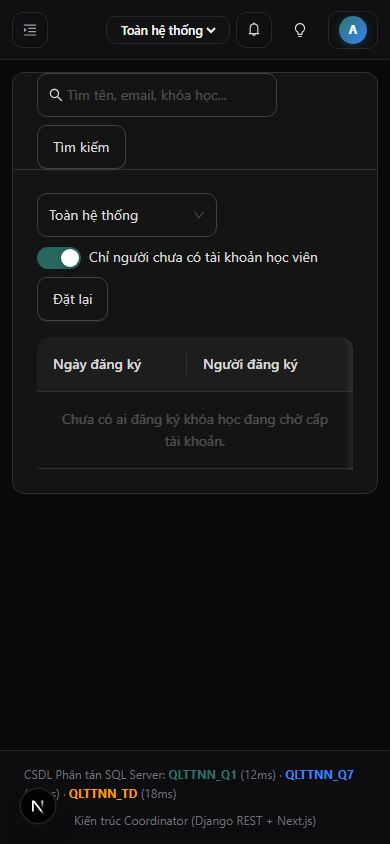 Toàn hệ thống
A
Tìm tên, email, khóa học...
Tìm kiếm
Toàn hệ thống
Chỉ người chưa có tài khoản học viên
Đặt lại
Ngày đăng ký Người đăng ký
Chưa có ai đăng ký khóa học đang chờ cấp
tài khoản.
CSDL Phân tán SQL Server: QLTTNN_Q1 (12ms) · QLTTNN_Q7
· QLTTNN_TD (18ms)
N
Kiến trúc Coordinator (Django REST + Next.js)